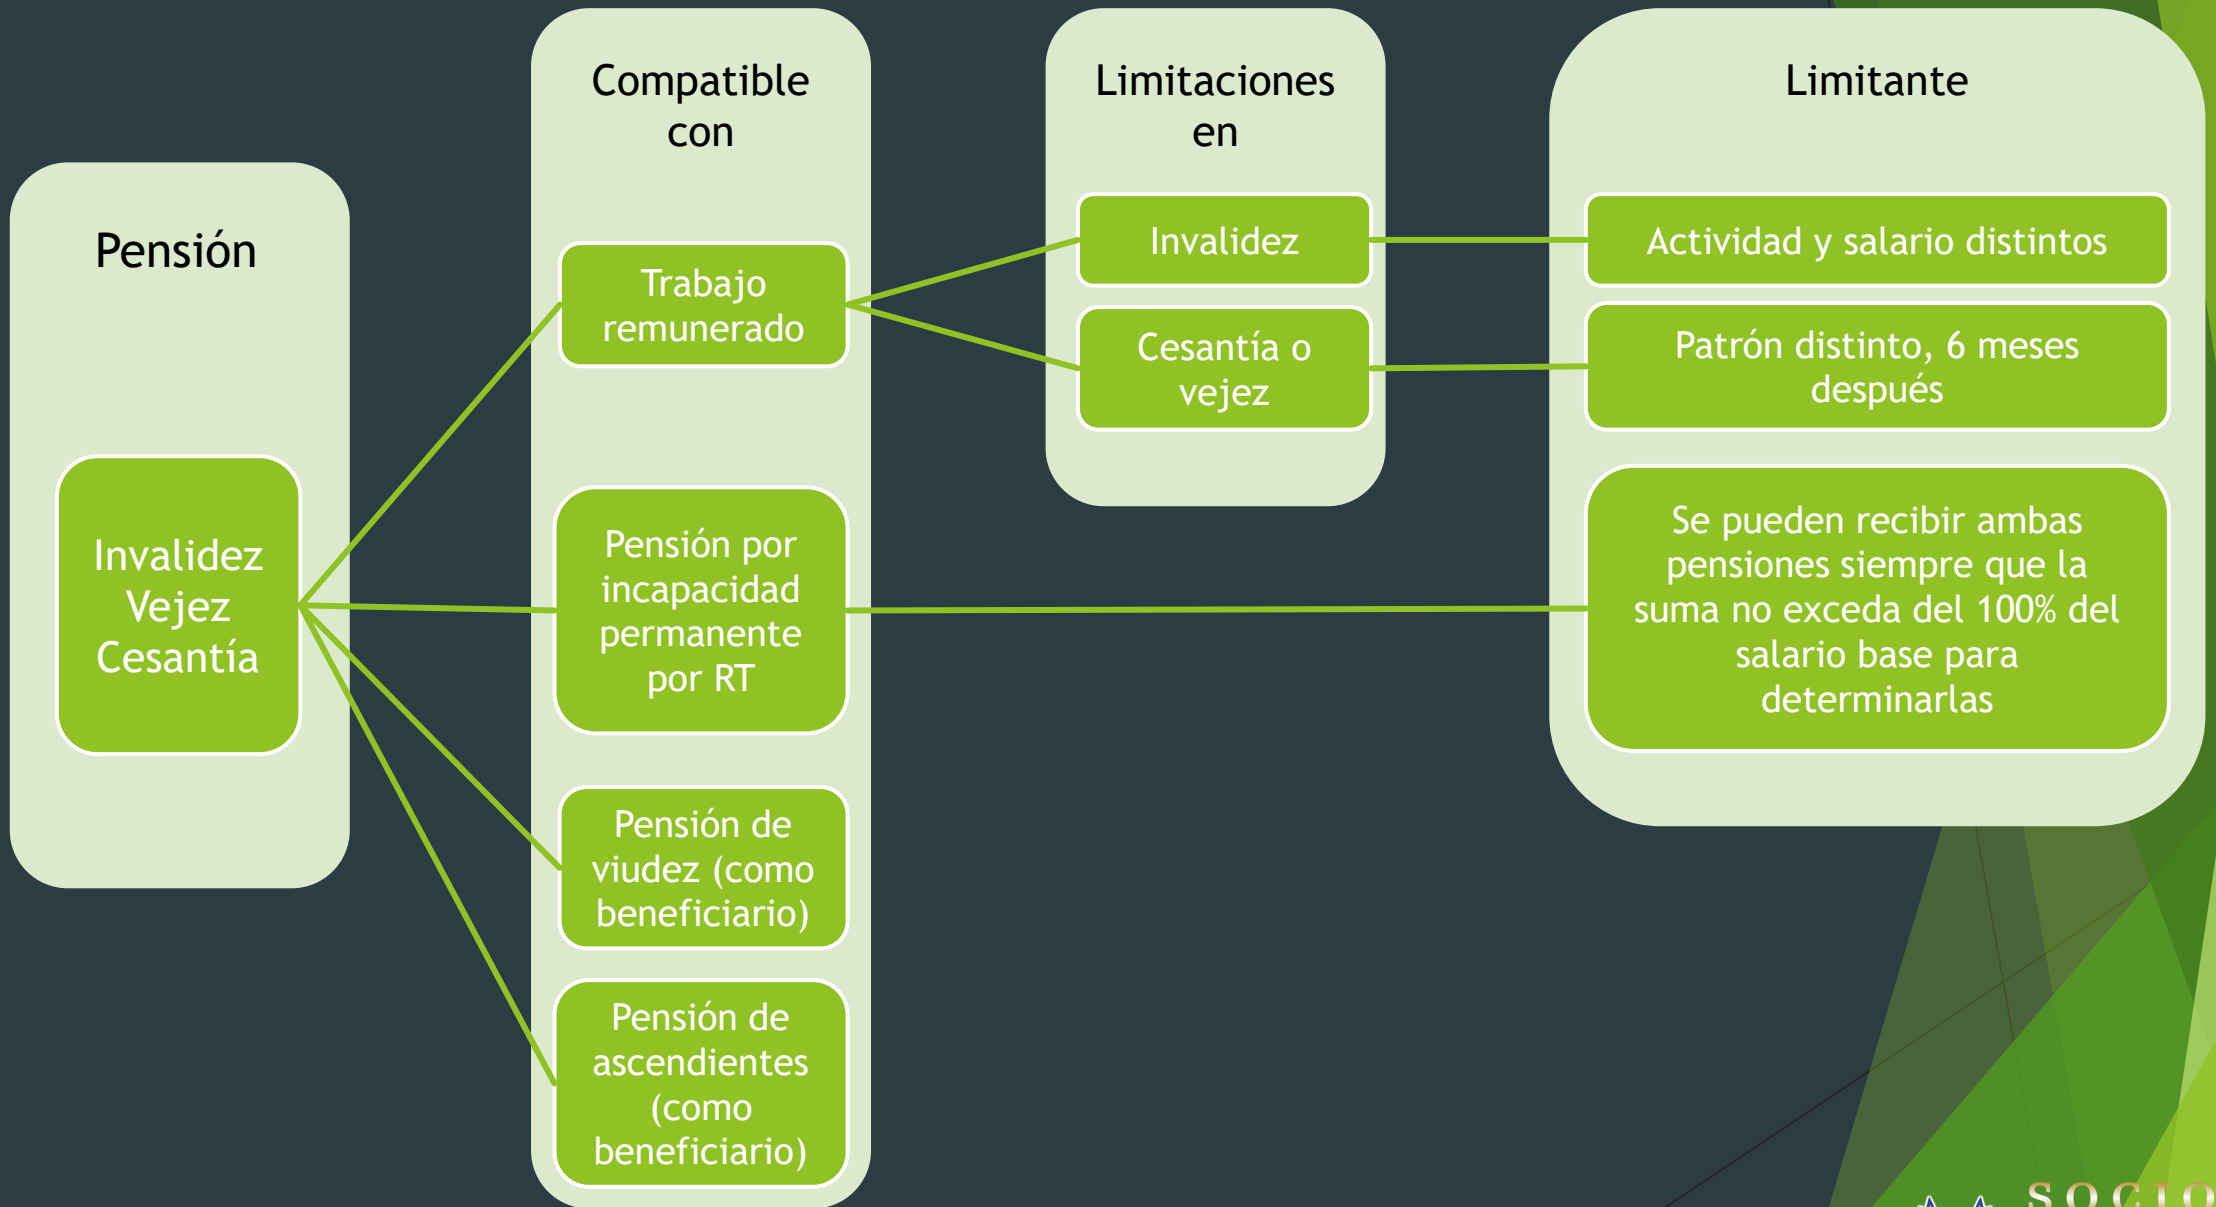 Pensión
Invalidez
Vejez
Cesantía
Compatible
con
Trabajo
remunerado
Pensión por
incapacidad
permanente
por RT
Pensión de
viudez (como
beneficiario)
Pensión de
ascendientes
(como
beneficiario)
Limitaciones
en
Invalidez
Cesantía o
vejez
Limitante
Actividad y salario distintos
Patrón distinto, 6 meses
después
Se pueden recibir ambas
pensiones siempre que la
suma no exceda del 100% del
salario base para
determinarlas
SOCIO